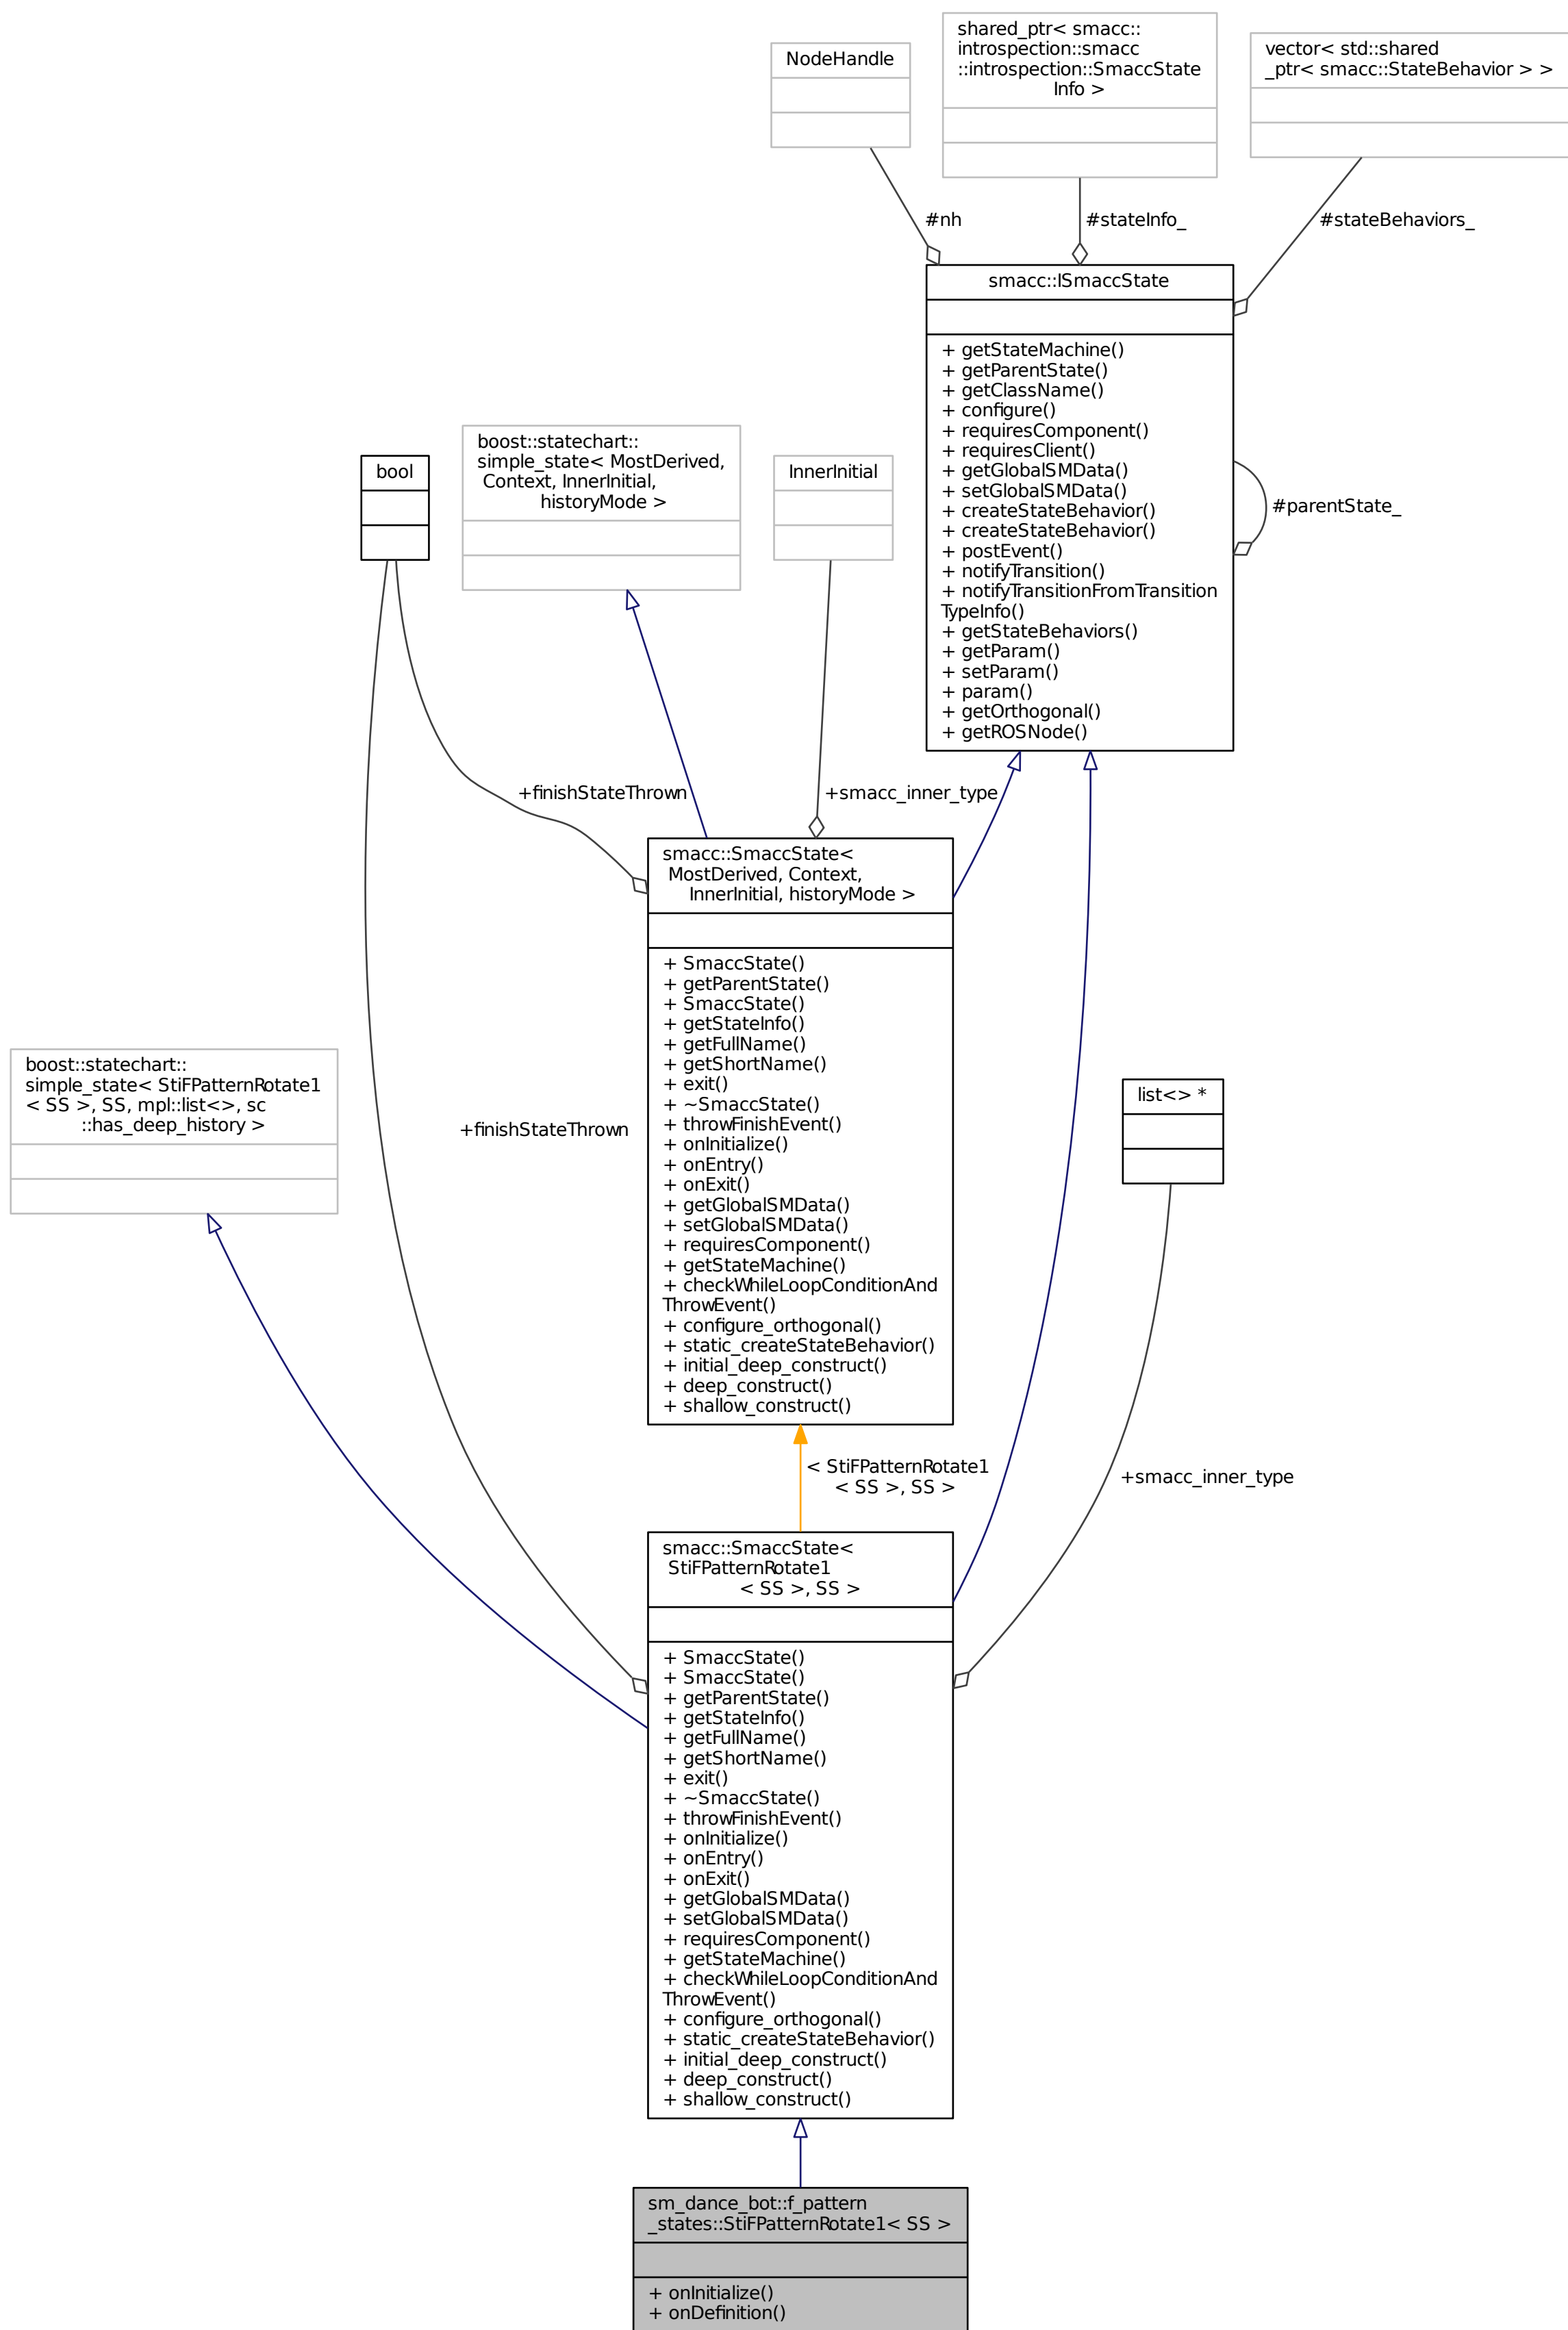 NodeHandle
shared_ptr< smacc::
introspection::smacc
::introspection::SmaccState
Info >
vector< std::shared
_ptr< smacc::StateBehavior > >
#nh
#stateInfo_
#stateBehaviors_
smacc::ISmaccState
+ getStateMachine()
+ getParentState()
+ getClassName()
+ configure()
+ requiresComponent()
+ requiresClient()
+ getGlobalSMData()
+ setGlobalSMData()
+ createStateBehavior()
+ createStateBehavior()
+ postEvent()
+ notifyTransition()
+ notifyTransitionFromTransition
TypeInfo()
+ getStateBehaviors()
+ getParam()
+ setParam()
+ param()
+ getOrthogonal()
+ getROSNode()
#parentState_
bool
boost::statechart::
simple_state< MostDerived,
Context, InnerInitial,
historyMode >
InnerInitial
+finishStateThrown
+smacc_inner_type
smacc::SmaccState<
MostDerived, Context,
InnerInitial, historyMode >
+ SmaccState()
+ getParentState()
+ SmaccState()
+ getStateInfo()
+ getFullName()
+ getShortName()
+ exit()
+ ~SmaccState()
+ throwFinishEvent()
+ onInitialize()
+ onEntry()
+ onExit()
+ getGlobalSMData()
+ setGlobalSMData()
+ requiresComponent()
+ getStateMachine()
+ checkWhileLoopConditionAnd
ThrowEvent()
+ configure_orthogonal()
+ static_createStateBehavior()
+ initial_deep_construct()
+ deep_construct()
+ shallow_construct()
boost::statechart::
simple_state< StiFPatternRotate1
< SS >, SS, mpl::list<>, sc
::has_deep_history >
+finishStateThrown
list<> *
< StiFPatternRotate1
< SS >, SS >
+smacc_inner_type
smacc::SmaccState<
StiFPatternRotate1
< SS >, SS >
+ SmaccState()
+ SmaccState()
+ getParentState()
+ getStateInfo()
+ getFullName()
+ getShortName()
+ exit()
+ ~SmaccState()
+ throwFinishEvent()
+ onInitialize()
+ onEntry()
+ onExit()
+ getGlobalSMData()
+ setGlobalSMData()
+ requiresComponent()
+ getStateMachine()
+ checkWhileLoopConditionAnd
ThrowEvent()
+ configure_orthogonal()
+ static_createStateBehavior()
+ initial_deep_construct()
+ deep_construct()
+ shallow_construct()
sm_dance_bot::f_pattern
_states::StiFPatternRotate1< SS >
+ onInitialize()
+ onDefinition()